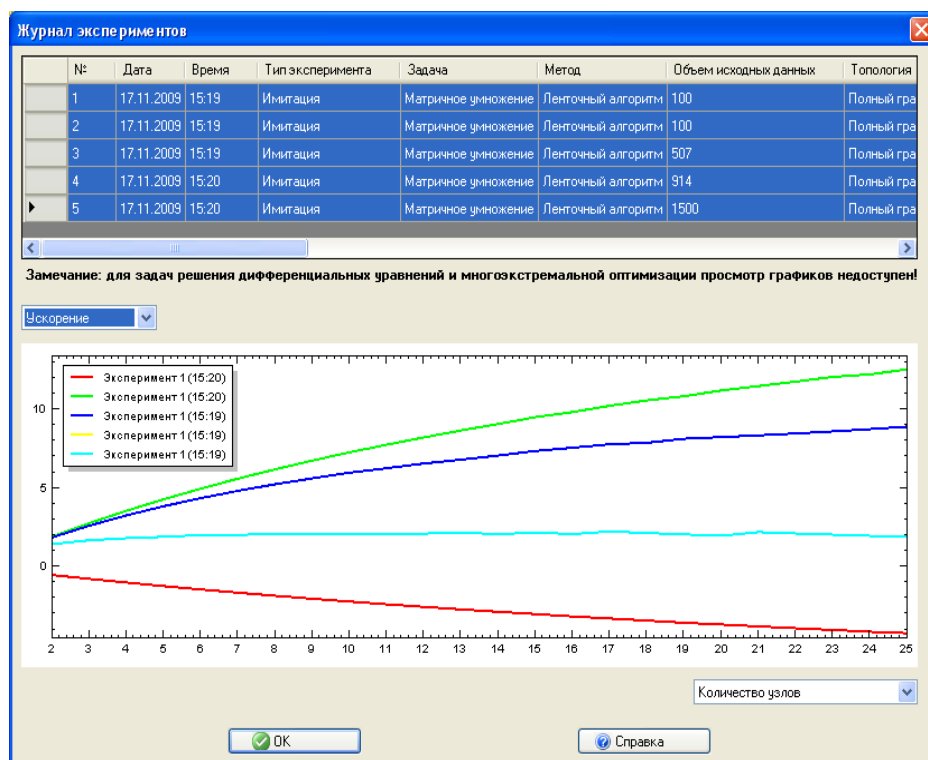 Журнал экспериментов
№ Дата Время Тип эксперимента Задача Метод Объем исходных данных Топология
1 17.11.2009 15:19 Имитация Матричное умножение Ленточный алгоритм 100 Полный гра
2 17.11.2009 15:19 Имитация Матричное умножение Ленточный алгоритм 100 Полный гра
3 17.11.2009 15:19 Имитация Матричное умножение Ленточный алгоритм 507 Полный гра
4 17.11.2009 15:20 Имитация Матричное умножение Ленточный алгоритм 914 Полный гра
5 17.11.2009 15:20 Имитация Матричное умножение Ленточный алгоритм 1500 Полный гра
Замечание: для задач решения дифференциальных уравнений и многоэкстремальной оптимизации просмотр графиков недоступен!
Ускорение
Эксперимент 1 (15:20)
Эксперимент 1 (15:20)
Эксперимент 1 (15:19)
Эксперимент 1 (15:19)
Эксперимент 1 (15:19)
10
5
0
2 3 4 5 6 7 8 9 10 11 12 13 14 15 16 17 18 19 20 21 22 23 24 25
Количество узлов
ОК
Справка